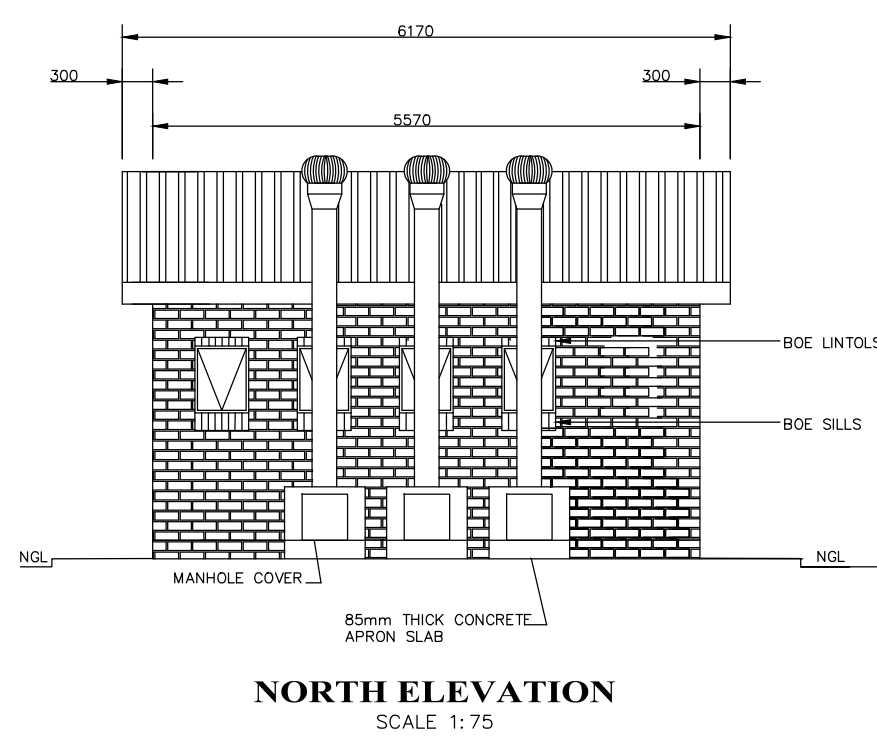 6170
300
300
5570
BOE LINTOLS
BOE SILLS
NGL
NGL
MANHOLE COVER
85mm THICK CONCRETE
APRON SLAB
NORTH ELEVATION
SCALE 1:75